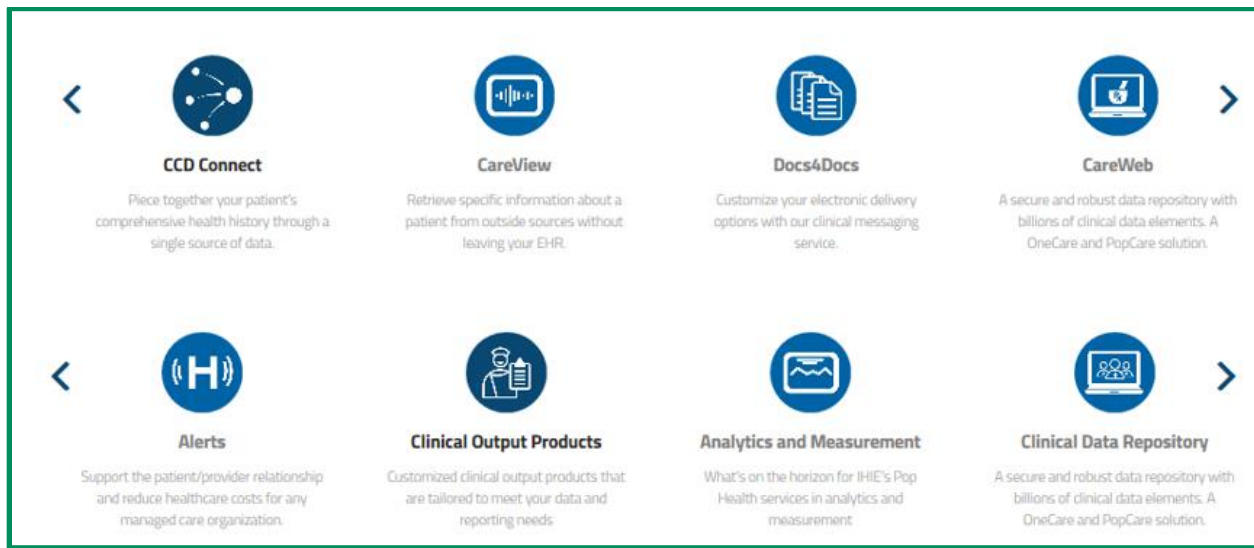 CCD Connect
Piece together your patient's
comprehensive health history through a
single source of data.
CareView
Retrieve specific information about a
patient from outside sources without
leaving your EHR.
Docs4Docs
Customize your electronic delivery
options with our clinical messaging
service.
CareWeb
A secure and robust data repository with
billions of clinical data elements. A
OneCare and PopCare solution.
((H))
Alerts
Support the patient/provider relationship
and reduce healthcare costs for any
managed care organization.
Clinical Output Products
Customized clinical output products that
are tailored to meet your data and
reporting needs
Analytics and Measurement
What's on the horizon for IHIE's Pop
Health services in analytics and
measurement
Clinical Data Repository
A secure and robust data repository with
billions of clinical data elements. A
OneCare and PopCare solution.